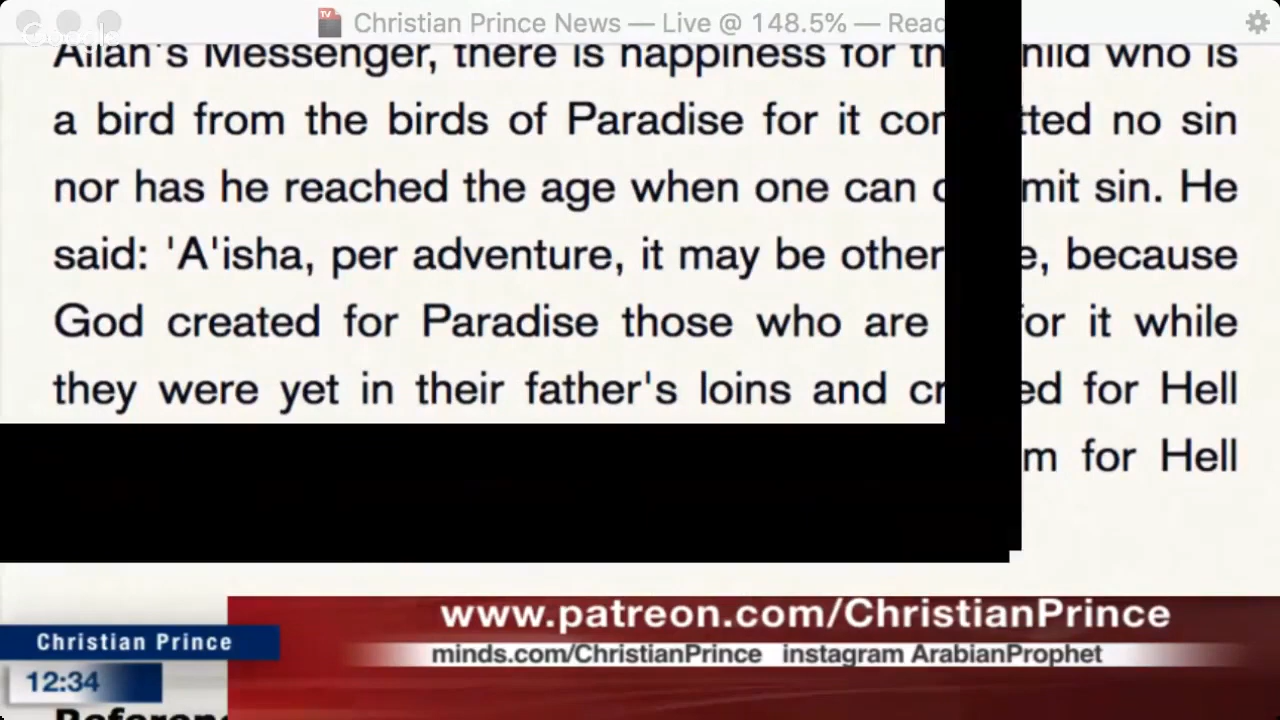 Google
Christian Prince News — Live @ 148.5% — Read
Allah's Messenger, there is happiness for th hild who is
a bird from the birds of Paradise for it com tted no sin
nor has he reached the age when one can c mit sin. He
said: 'A'isha, per adventure, it may be other e, because
God created for Paradise those who are for it while
they were yet in their father's loins and cr ed for Hell
m for Hell
www.patreon.com/ChristianPrince
Christian Prince
minds.com/ChristianPrince instagram ArabianProphet
12:34